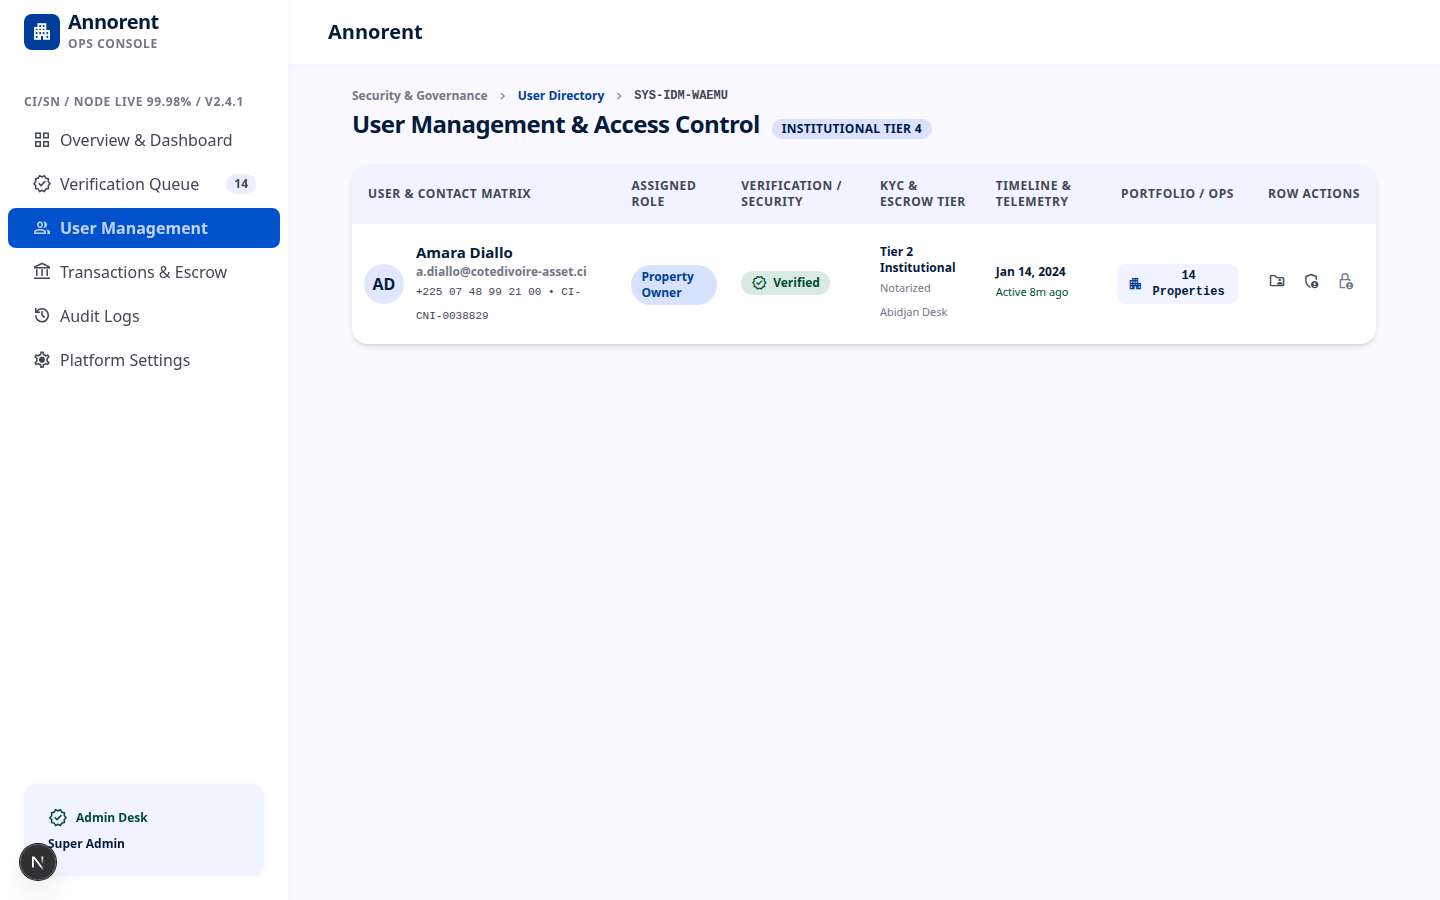 Annorent
OPS CONSOLE
CI/SN / NODE LIVE 99.98% / V2.4.1
Overview & Dashboard
Verification Queue 14
User Management
Transactions & Escrow
Audit Logs
Platform Settings
Admin Desk
Super Admin
N
Annorent
Security & Governance > User Directory > SYS-IDM-WAEMU
User Management & Access Control INSTITUTIONAL TIER 4
USER & CONTACT MATRIX
ASSIGNED
ROLE
VERIFICATION /
SECURITY
KYC &
ESCROW TIER
TIMELINE &
TELEMETRY
PORTFOLIO / OPS
ROW ACTIONS
AD
Amara Diallo
a.diallo@cotedivoire-asset.ci
+225 07 48 99 21 00 • CI-
CNI-0038829
Property
Owner
Verified
Tier 2
Institutional
Notarized
Abidjan Desk
Jan 14, 2024
Active 8m ago
14
Properties